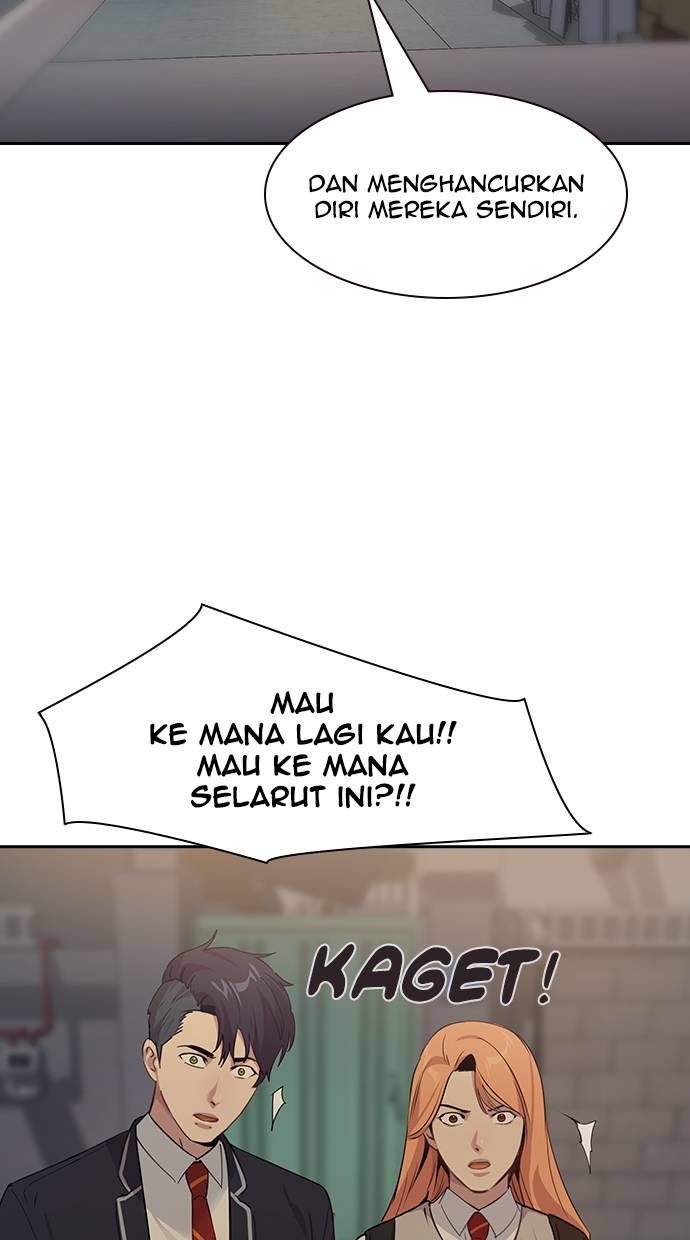 DAN MENGHANCURKAN
DIRI MEREKA SENDIRI.
MAU
KE MANA LAGI KAU!!
MAU KE MANA
SELARUT INI?!!
KAGET!